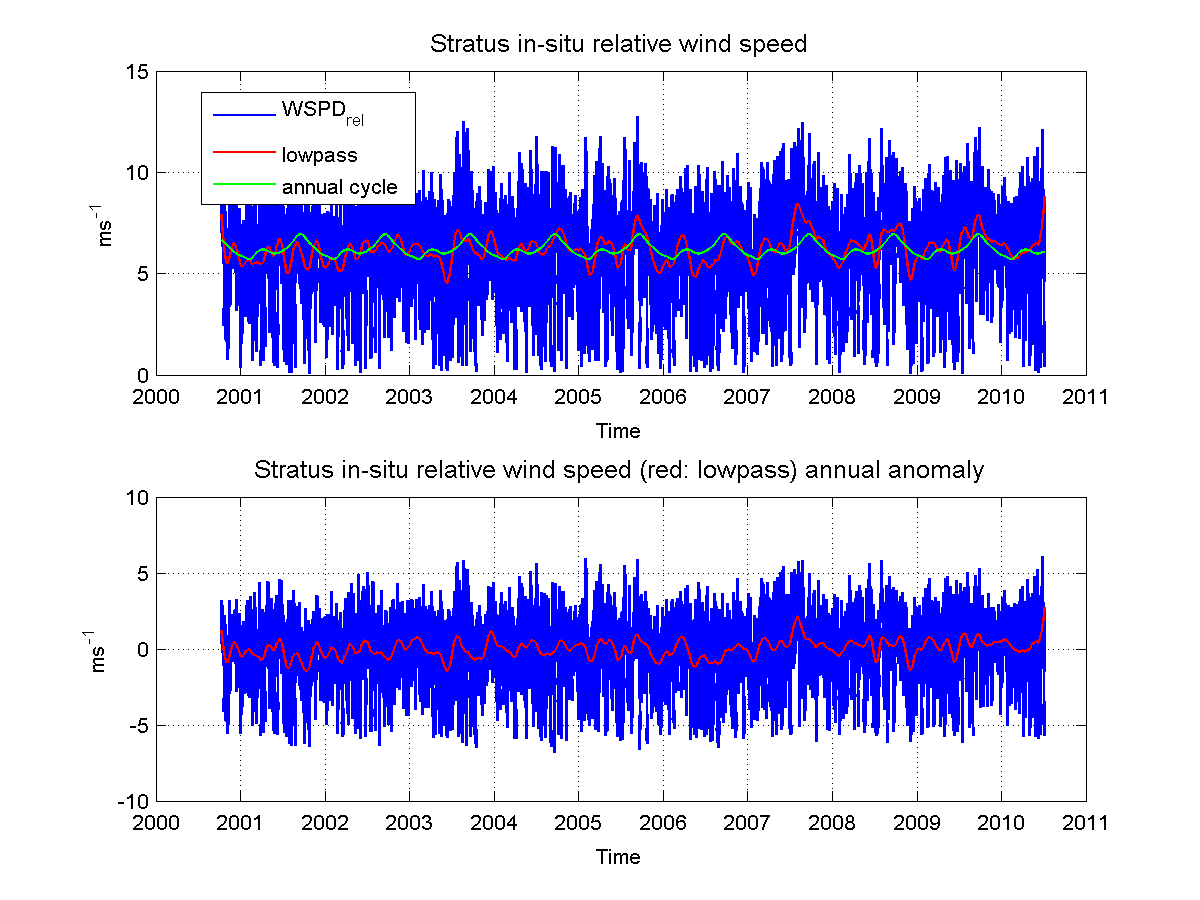 Stratus in-situ relative wind speed
15
10
5
0
ms⁻¹
WSPD_rel
lowpass
annual cycle
2000 2001 2002 2003 2004 2005 2006 2007 2008 2009 2010 2011
Time
Stratus in-situ relative wind speed (red: lowpass) annual anomaly
10
5
0
-5
-10
ms⁻¹
2000 2001 2002 2003 2004 2005 2006 2007 2008 2009 2010 2011
Time